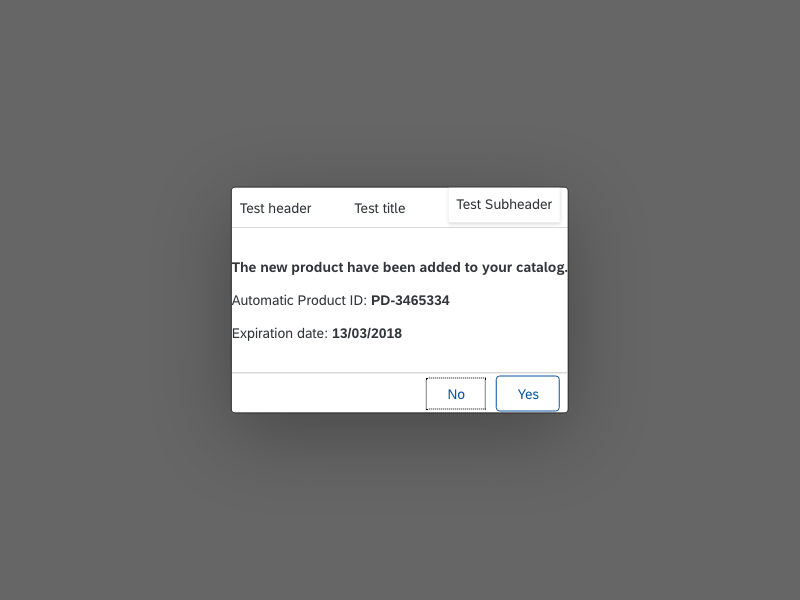 Test header Test title Test Subheader
The new product have been added to your catalog.
Automatic Product ID: PD-3465334
Expiration date: 13/03/2018
No Yes